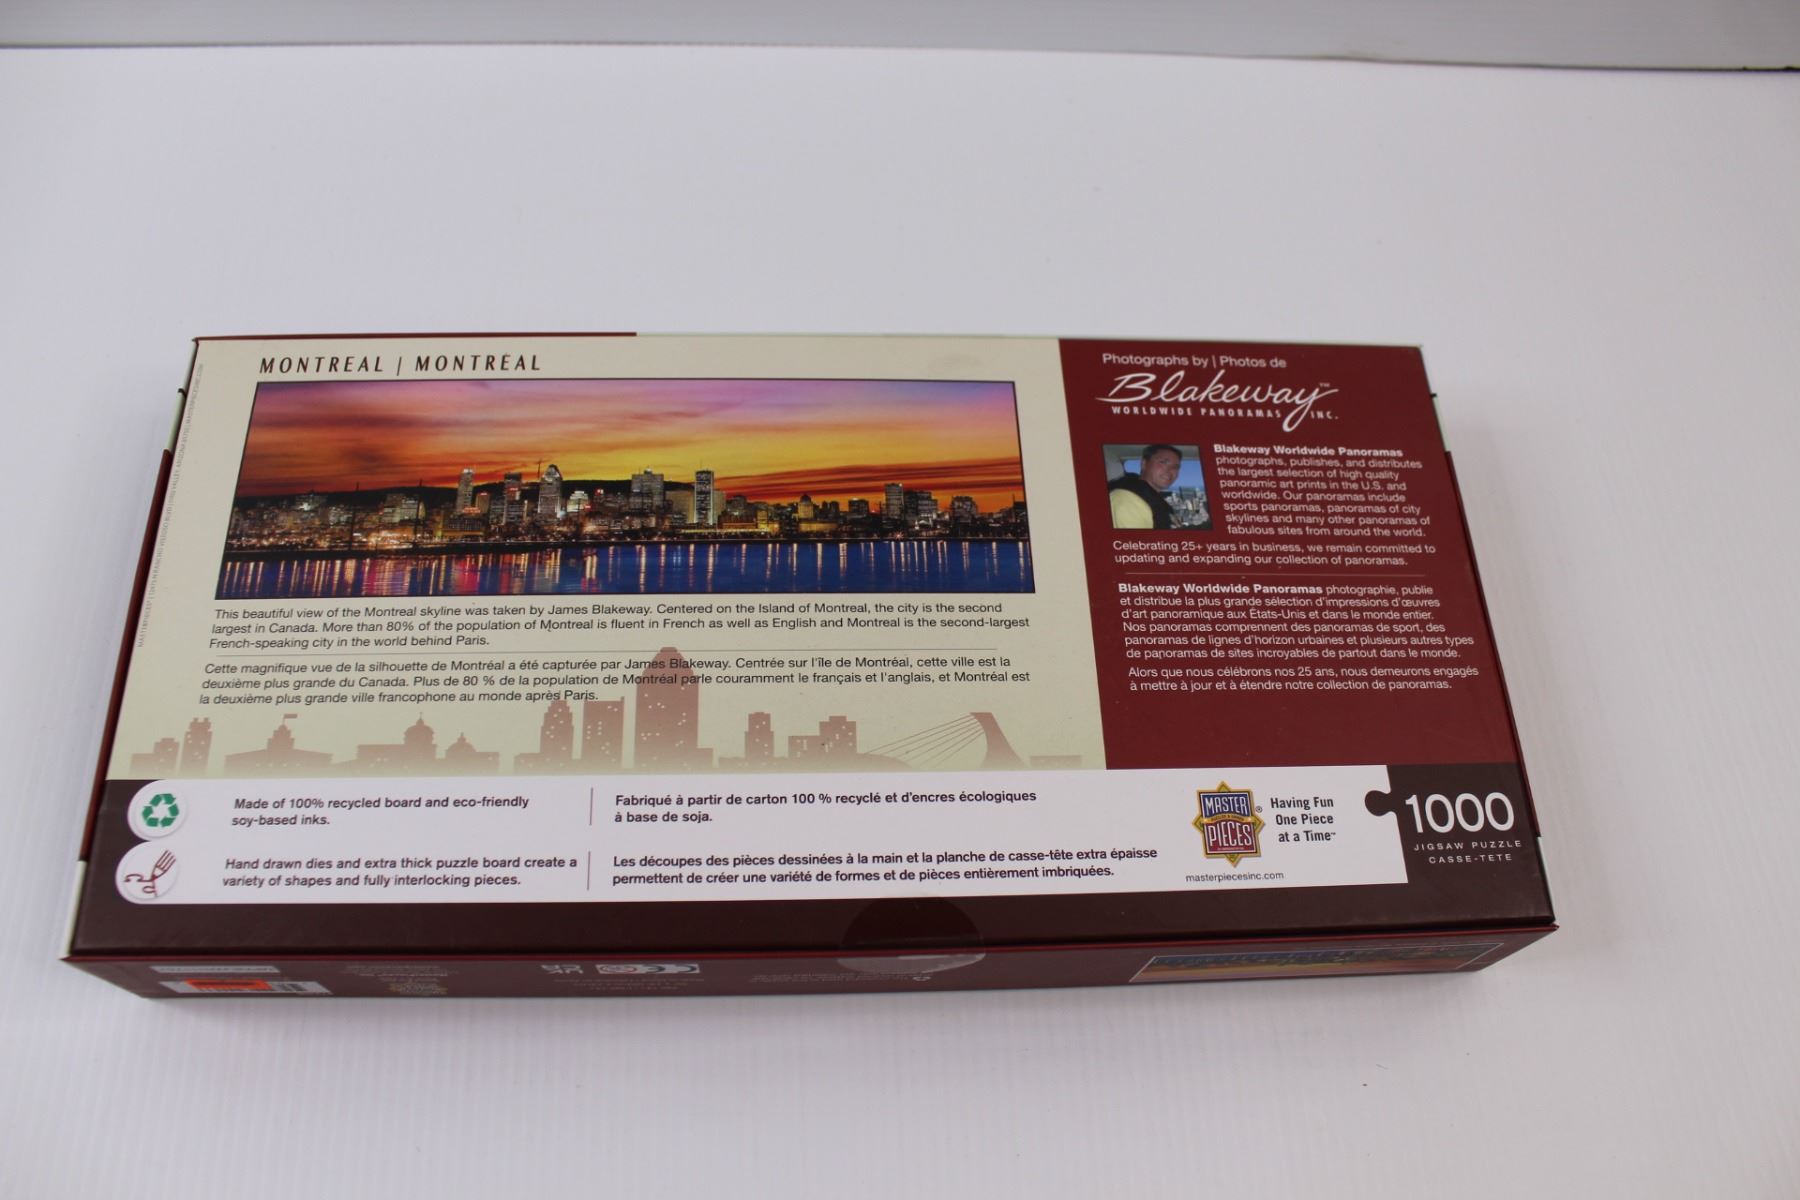 MONTREAL | MONTRÉAL
This beautiful view of the Montreal skyline was taken by James Blakeway. Centered on the Island of Montreal, the city is the second
largest in Canada. More than 80% of the population of Montreal is fluent in French as well as English and Montreal is the second-largest
French-speaking city in the world behind Paris.
Cette magnifique vue de la silhouette de Montréal a été capturée par James Blakeway. Centrée sur l'île de Montréal, cette ville est la
deuxième plus grande du Canada. Plus de 80 % de la population de Montréal parle couramment le français et l'anglais, et Montréal est
la deuxième plus grande ville francophone au monde après Paris.
Photographs by | Photos de
Blakeway™
WORLDWIDE PANORAMAS INC.
Blakeway Worldwide Panoramas
photographs, publishes, and distributes
the largest selection of high quality
panoramic art prints in the U.S. and
worldwide. Our panoramas include
sports panoramas, panoramas of city
skylines and many other panoramas of
fabulous sites from around the world.
Celebrating 25+ years in business, we remain committed to
updating and expanding our collection of panoramas.
Blakeway Worldwide Panoramas photographie, publie
et distribue la plus grande sélection d'impressions d'œuvres
d'art panoramique aux États-Unis et dans le monde entier.
Nos panoramas comprennent des panoramas de sport, des
panoramas de lignes d'horizon urbaines et plusieurs autres types
de panoramas de sites incroyables de partout dans le monde.
Alors que nous célébrons nos 25 ans, nous demeurons engagés
à mettre à jour et à étendre notre collection de panoramas.
Made of 100% recycled board and eco-friendly
soy-based inks.
Fabriqué à partir de carton 100 % recyclé et d'encres écologiques
à base de soja.
Hand drawn dies and extra thick puzzle board create a
variety of shapes and fully interlocking pieces.
Les découpes des pièces dessinées à la main et la planche de casse-tête extra épaisse
permettent de créer une variété de formes et de pièces entièrement imbriquées.
MASTER
PIECES®
Having Fun
One Piece
at a Time™
masterpiecesinc.com
1000
JIGSAW PUZZLE
CASSE-TETE